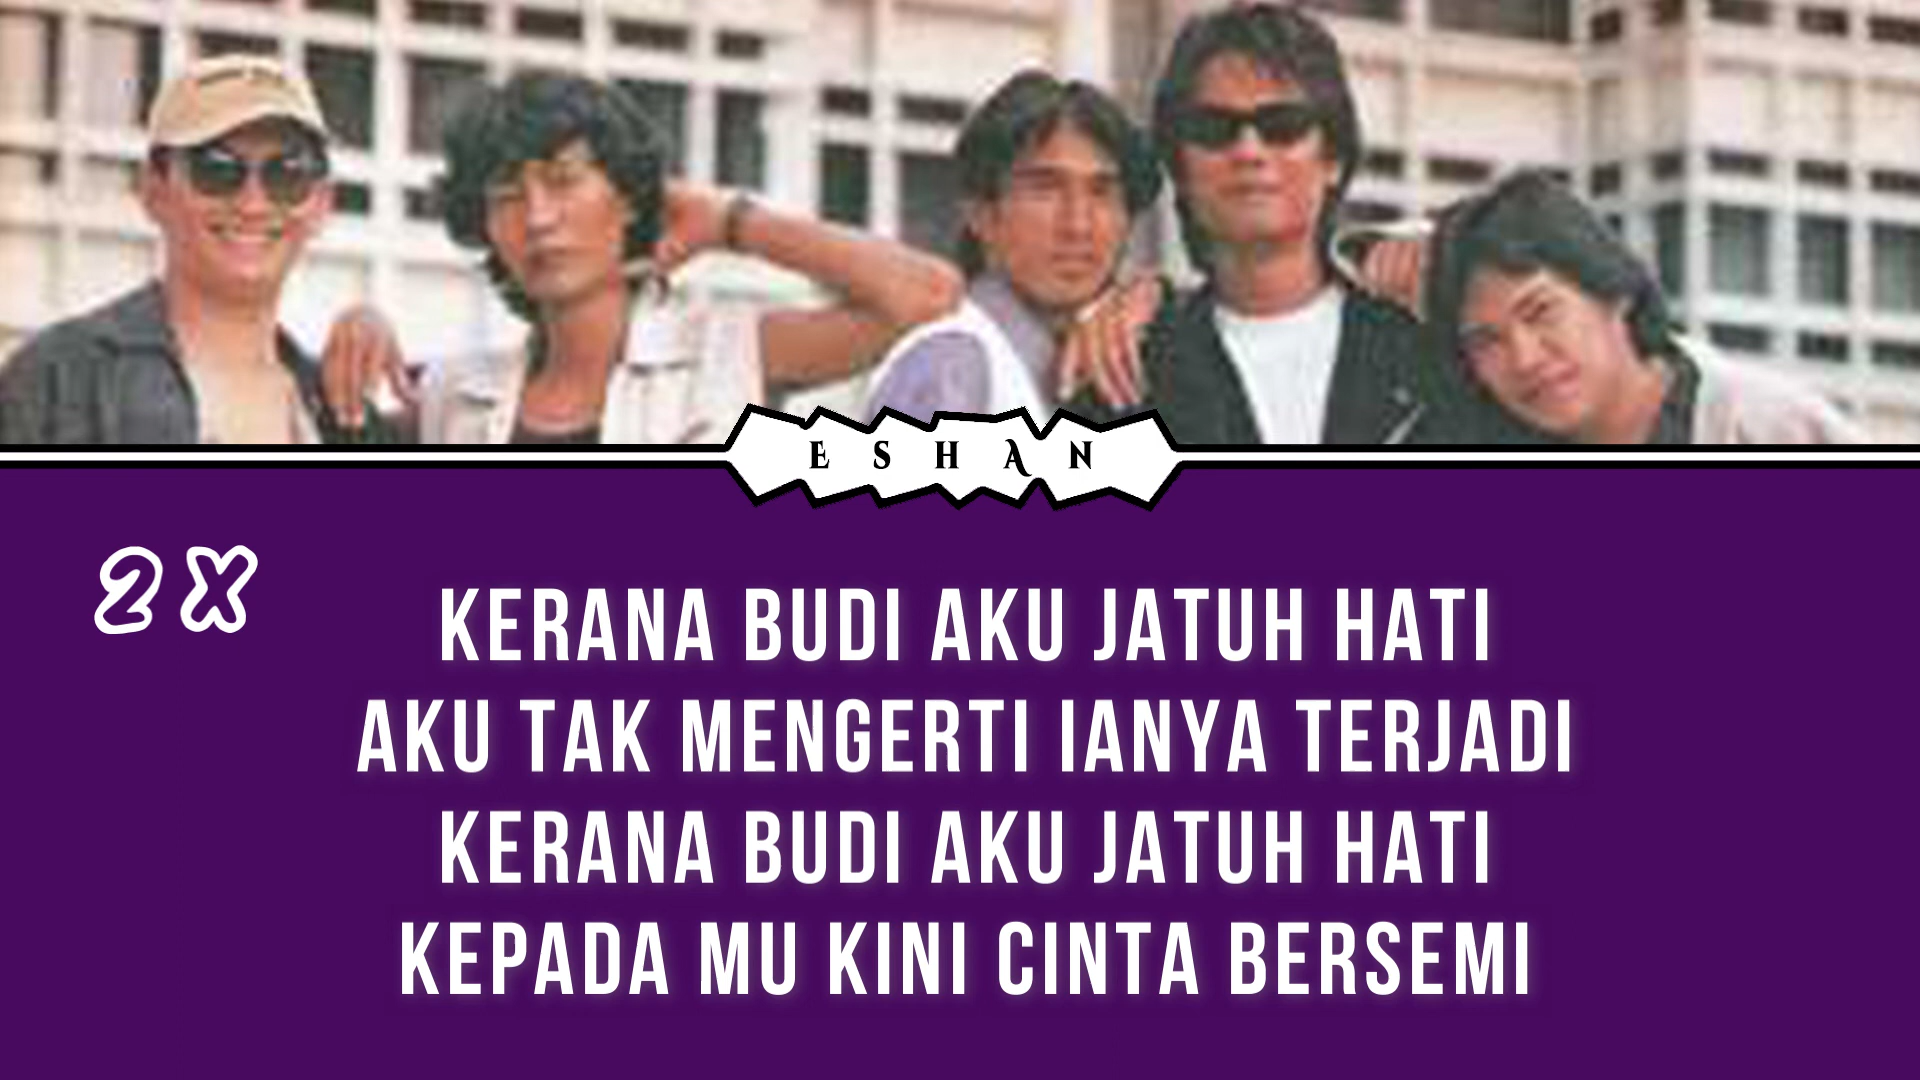 E S H A N
2 X
KERANA BUDI AKU JATUH HATI
AKU TAK MENGERTI IANYA TERJADI
KERANA BUDI AKU JATUH HATI
KEPADA MU KINI CINTA BERSEMI